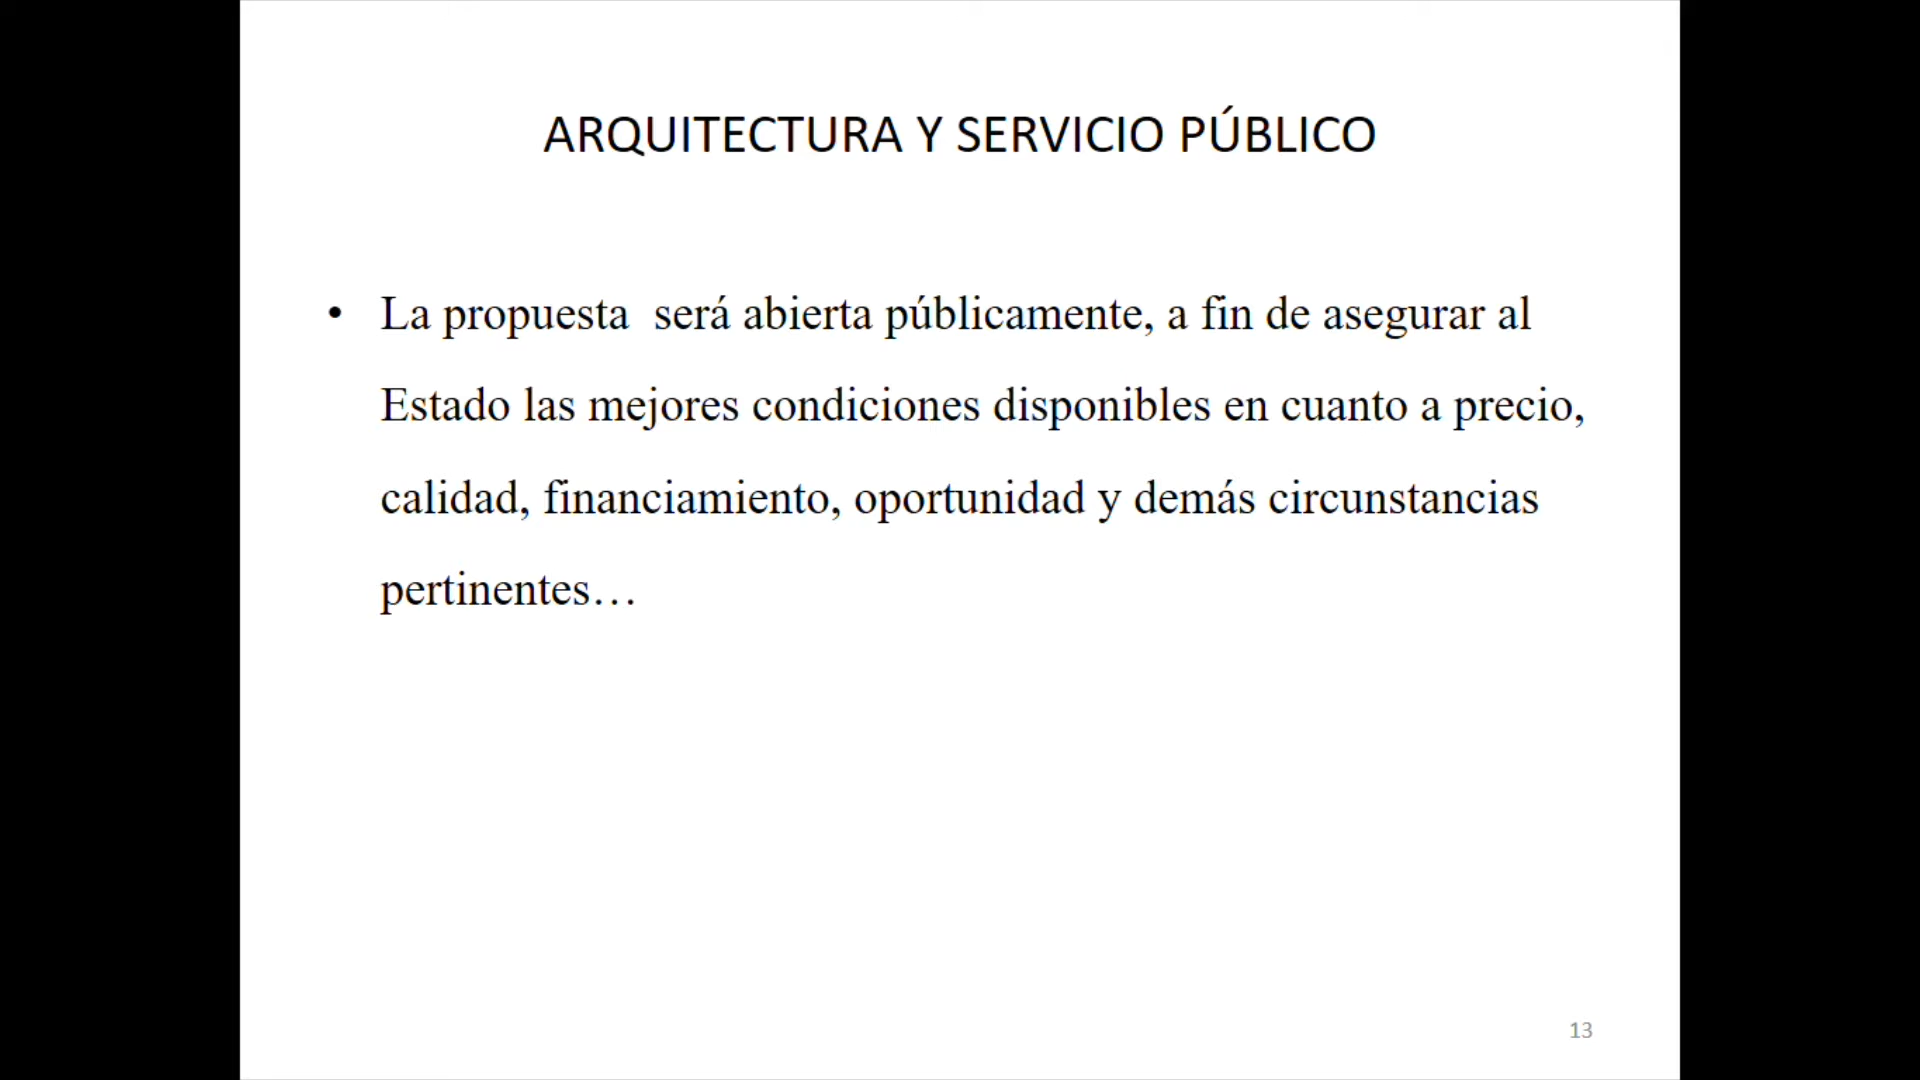 ARQUITECTURA Y SERVICIO PÚBLICO
• La propuesta  será abierta públicamente, a fin de asegurar al
Estado las mejores condiciones disponibles en cuanto a precio,
calidad, financiamiento, oportunidad y demás circunstancias
pertinentes…
13